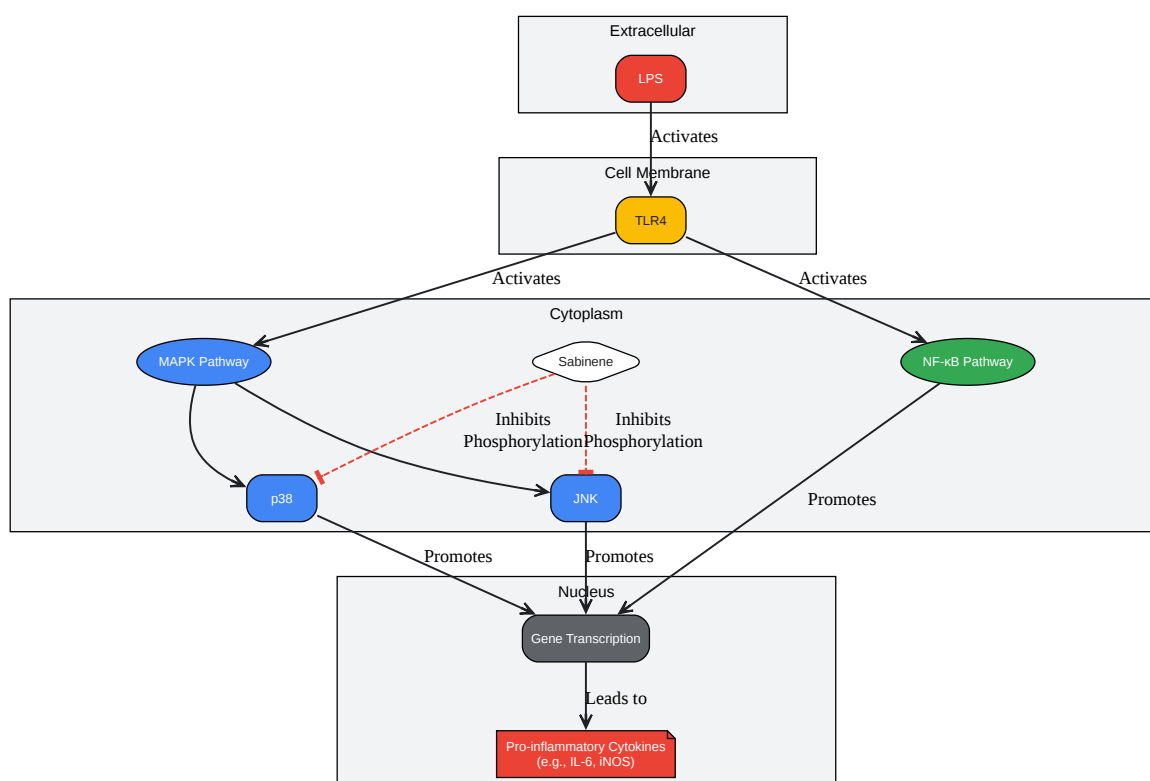 Extracellular
LPS
Activates
Cell Membrane
TLR4
Activates
Activates
Cytoplasm
MAPK Pathway
Sabinene
NF-κB Pathway
Inhibits
Phosphorylation
Inhibits
Phosphorylation
p38
JNK
Promotes
Promotes
Promotes
Nucleus
Gene Transcription
Leads to
Pro-inflammatory Cytokines
(e.g., IL-6, iNOS)